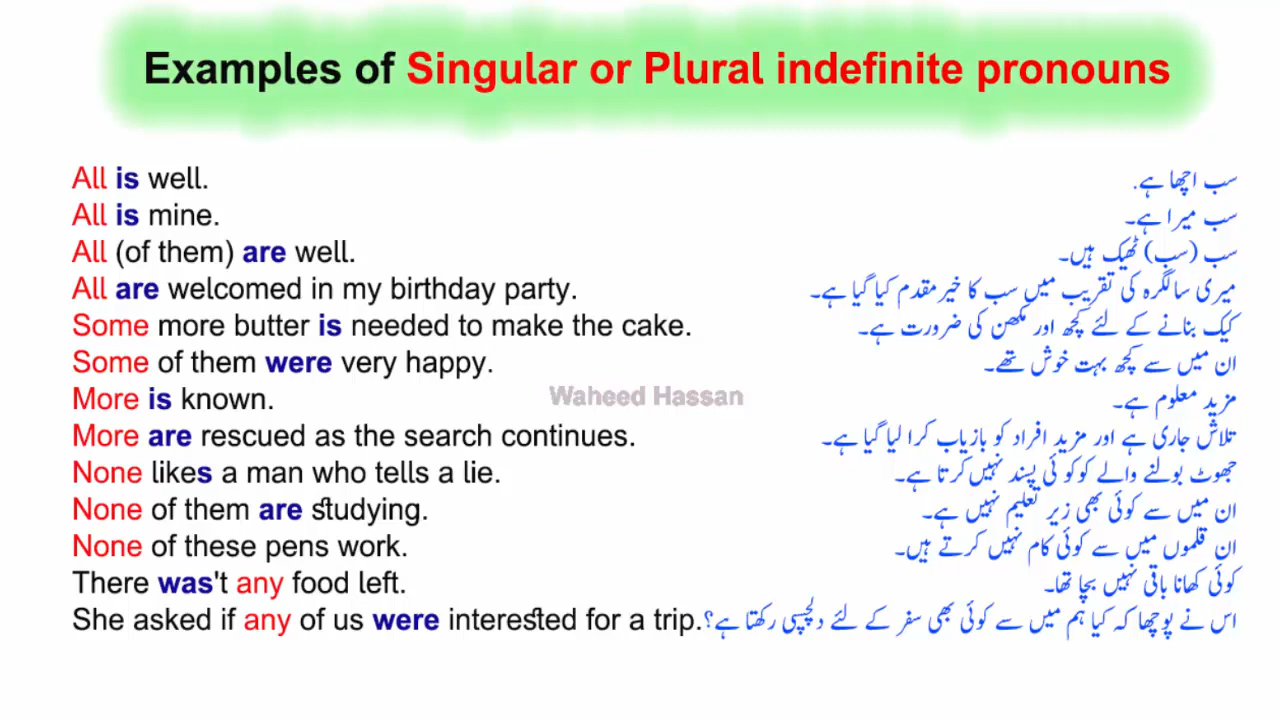 Examples of Singular or Plural indefinite pronouns
All is well. سب اچھا ہے.
All is mine. سب میرا ہے۔
All (of them) are well. سب (سب) ٹھیک ہیں۔
All are welcomed in my birthday party. میری سالگرہ کی تقریب میں سب کا خیر مقدم کیا گیا ہے۔
Some more butter is needed to make the cake. کیک بنانے کے لئے کچھ اور مکھن کی ضرورت ہے۔
Some of them were very happy. ان میں سے کچھ بہت خوش تھے۔
More is known. مزید معلوم ہے۔
Waheed Hassan
More are rescued as the search continues. تلاش جاری ہے اور مزید افراد کو بازیاب کرا لیا گیا ہے۔
None likes a man who tells a lie. جھوٹ بولنے والے کو کوئی پسند نہیں کرتا ہے۔
None of them are studying. ان میں سے کوئی بھی زیر تعلیم نہیں ہے۔
None of these pens work. ان قلموں میں سے کوئی کام نہیں کرتے ہیں۔
There was't any food left. کوئی کھانا باقی نہیں بچا تھا۔
She asked if any of us were interested for a trip. اس نے پوچھا کہ کیا ہم میں سے کوئی بھی سفر کے لئے دلچسپی رکھتا ہے؟